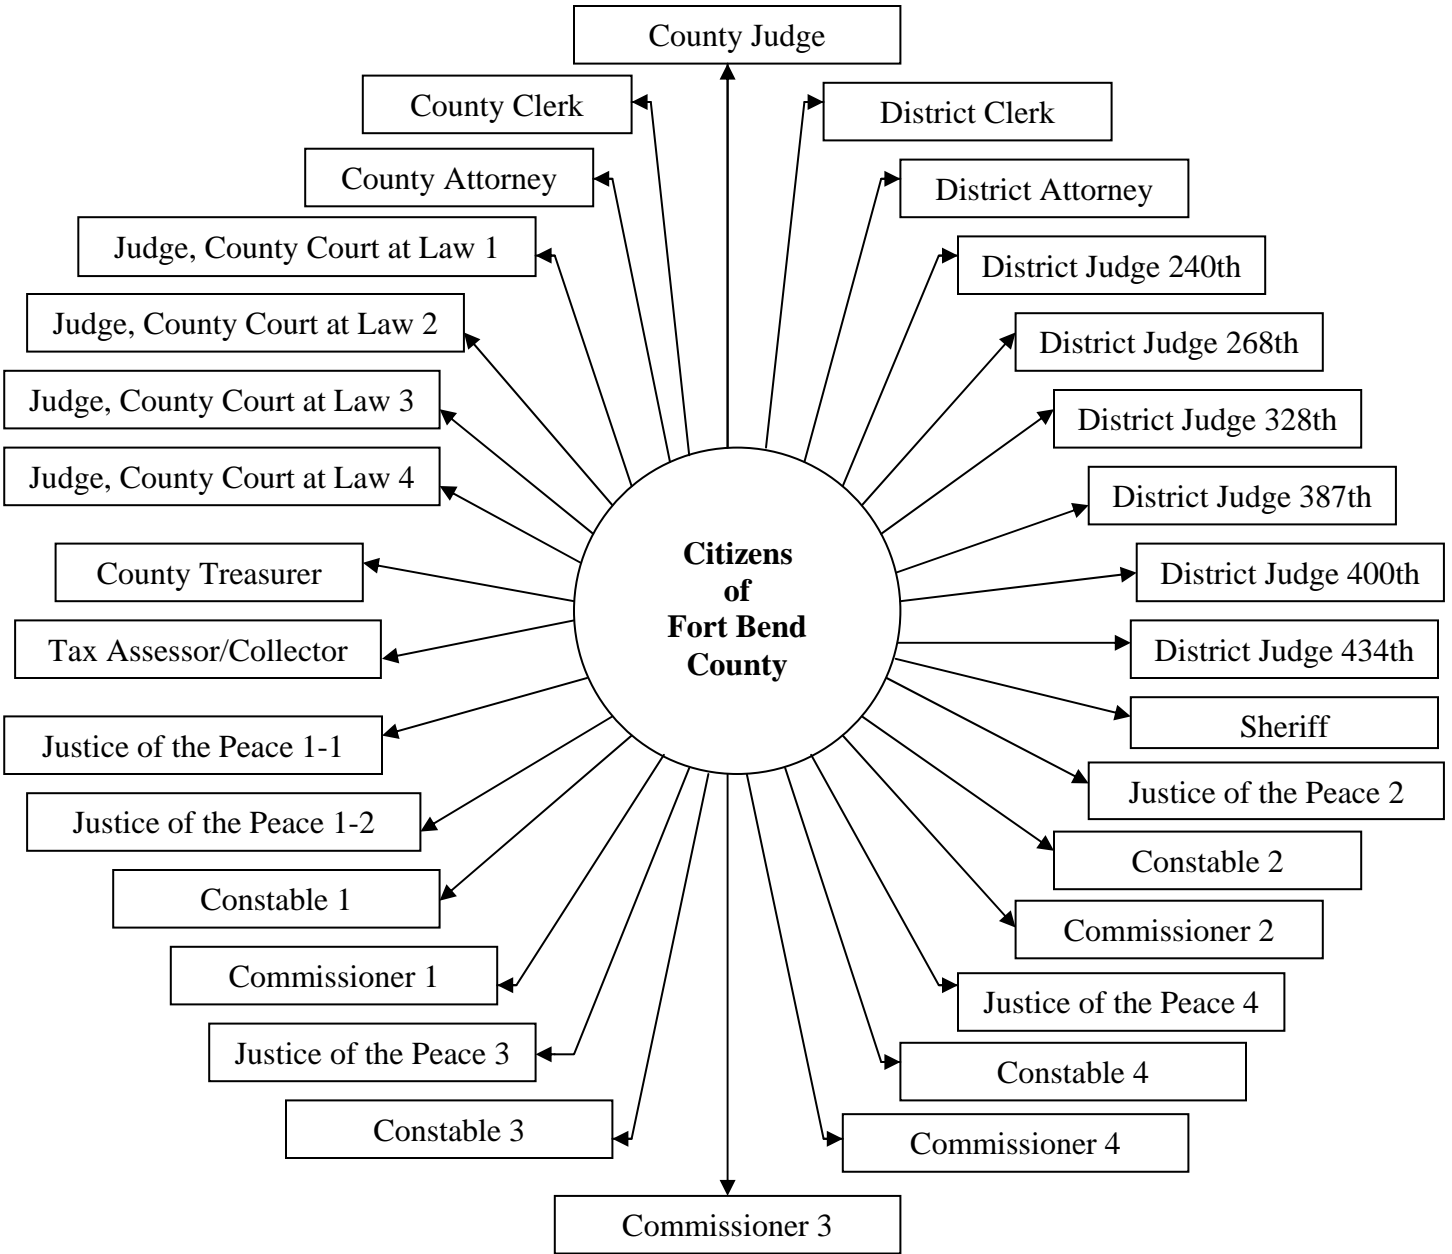 County Judge
County Clerk
District Clerk
County Attorney
District Attorney
Judge, County Court at Law 1
District Judge 240th
Judge, County Court at Law 2
District Judge 268th
Judge, County Court at Law 3
District Judge 328th
Judge, County Court at Law 4
District Judge 387th
Citizens
of
Fort Bend
County
County Treasurer
District Judge 400th
Tax Assessor/Collector
District Judge 434th
Sheriff
Justice of the Peace 1-1
Justice of the Peace 2
Justice of the Peace 1-2
Constable 2
Constable 1
Commissioner 2
Commissioner 1
Justice of the Peace 4
Justice of the Peace 3
Constable 4
Constable 3
Commissioner 4
Commissioner 3